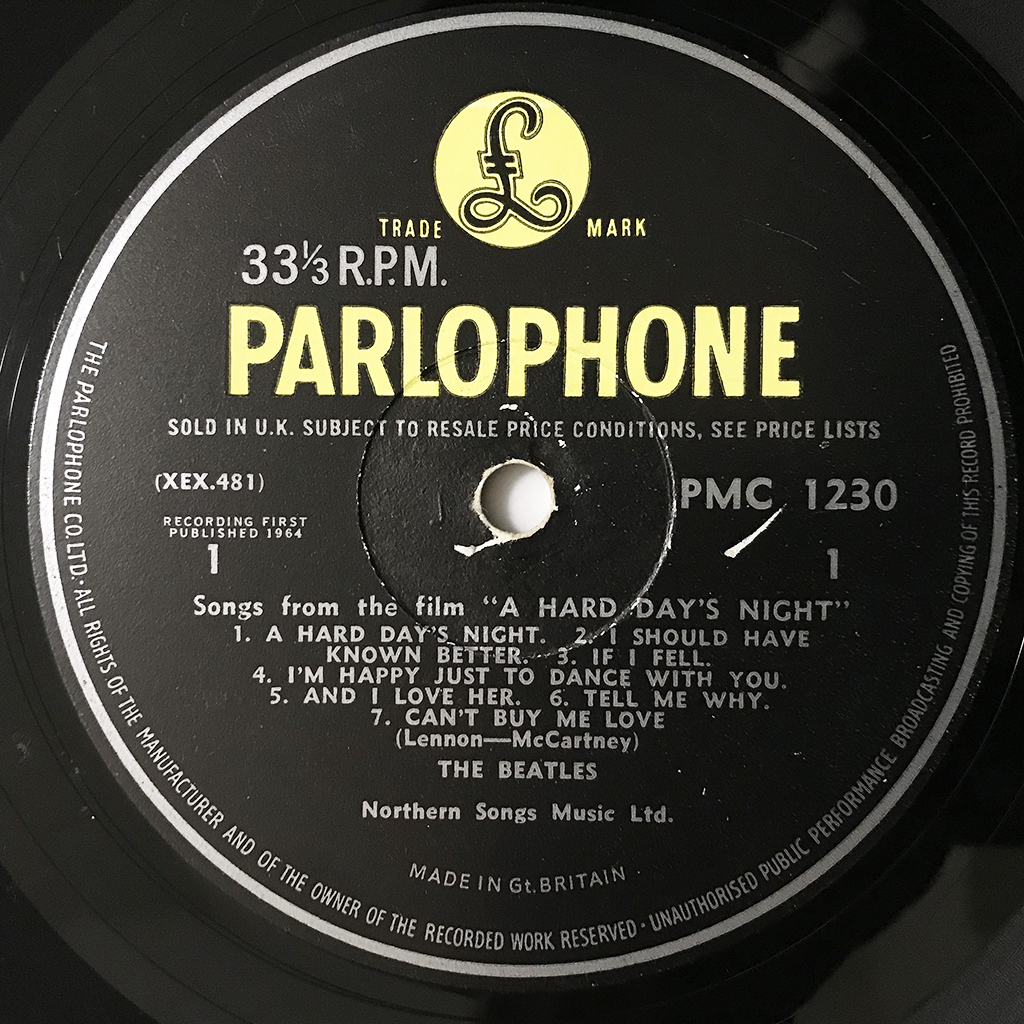 £
TRADE MARK
33⅓ R.P.M.
PARLOPHONE
SOLD IN U.K. SUBJECT TO RESALE PRICE CONDITIONS, SEE PRICE LISTS
(XEX.481)
PMC 1230
RECORDING FIRST
PUBLISHED 1964
1
1
Songs from the film "A HARD DAY'S NIGHT"
1. A HARD DAY'S NIGHT. 2. I SHOULD HAVE
KNOWN BETTER. 3. IF I FELL.
4. I'M HAPPY JUST TO DANCE WITH YOU.
5. AND I LOVE HER. 6. TELL ME WHY.
7. CAN'T BUY ME LOVE
(Lennon—McCartney)
THE BEATLES
Northern Songs Music Ltd.
MADE IN Gt. BRITAIN
THE PARLOPHONE CO. LTD. · ALL RIGHTS OF THE MANUFACTURER AND OF THE OWNER OF THE RECORDED WORK RESERVED · UNAUTHORISED PUBLIC PERFORMANCE BROADCASTING AND COPYING OF THIS RECORD PROHIBITED